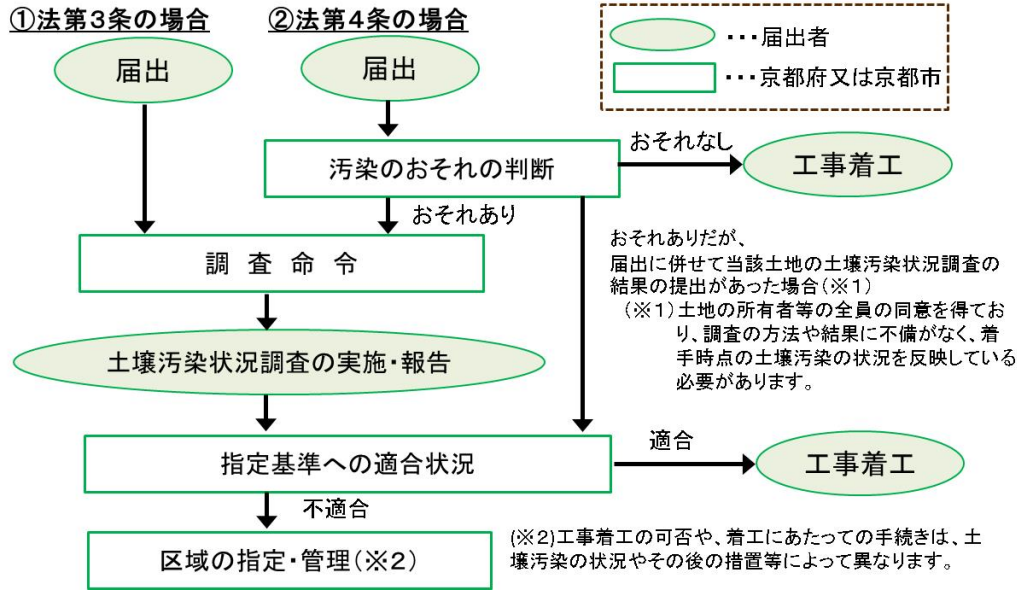 ①法第３条の場合
②法第４条の場合
届出
届出
・・・届出者
・・・京都府又は京都市
汚染のおそれの判断
おそれなし
工事着工
おそれあり
調 査 命 令
おそれありだが、
届出に併せて当該土地の土壌汚染状況調査の
結果の提出があった場合(※１)
(※１)土地の所有者等の全員の同意を得てお
り、調査の方法や結果に不備がなく、着
手時点の土壌汚染の状況を反映している
必要があります。
土壌汚染状況調査の実施・報告
指定基準への適合状況
適合
工事着工
不適合
区域の指定・管理(※２)
(※２)工事着工の可否や、着工にあたっての手続きは、土
壌汚染の状況やその後の措置等によって異なります。